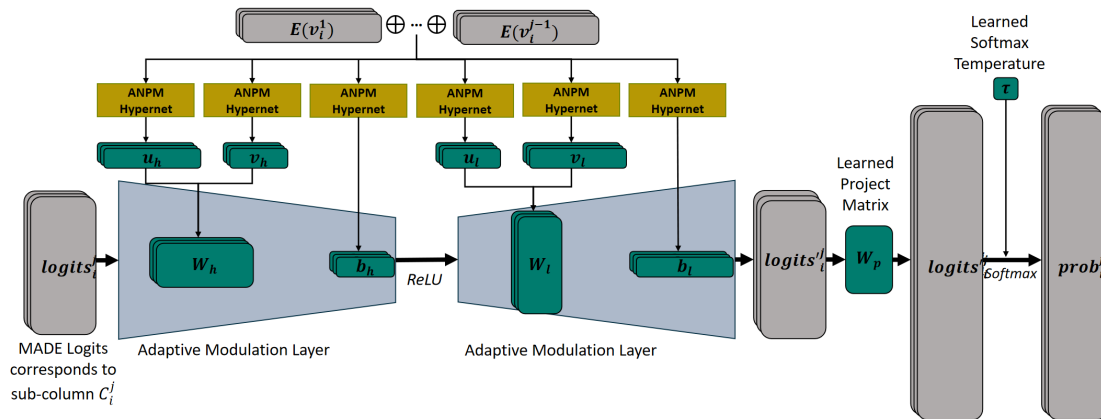 E(v_i^1) ⊕ ... ⊕ E(v_i^{j-1})
Learned
Softmax
Temperature
τ
ANPM
Hypernet
ANPM
Hypernet
ANPM
Hypernet
ANPM
Hypernet
ANPM
Hypernet
ANPM
Hypernet
u_h
v_h
u_l
v_l
Learned
Project
Matrix
logits_i^j
W_h
b_h
ReLU
W_l
b_l
logits'_i^j
W_p
logits
Softmax
prob
MADE Logits
corresponds to
sub-column C_i^j
Adaptive Modulation Layer
Adaptive Modulation Layer